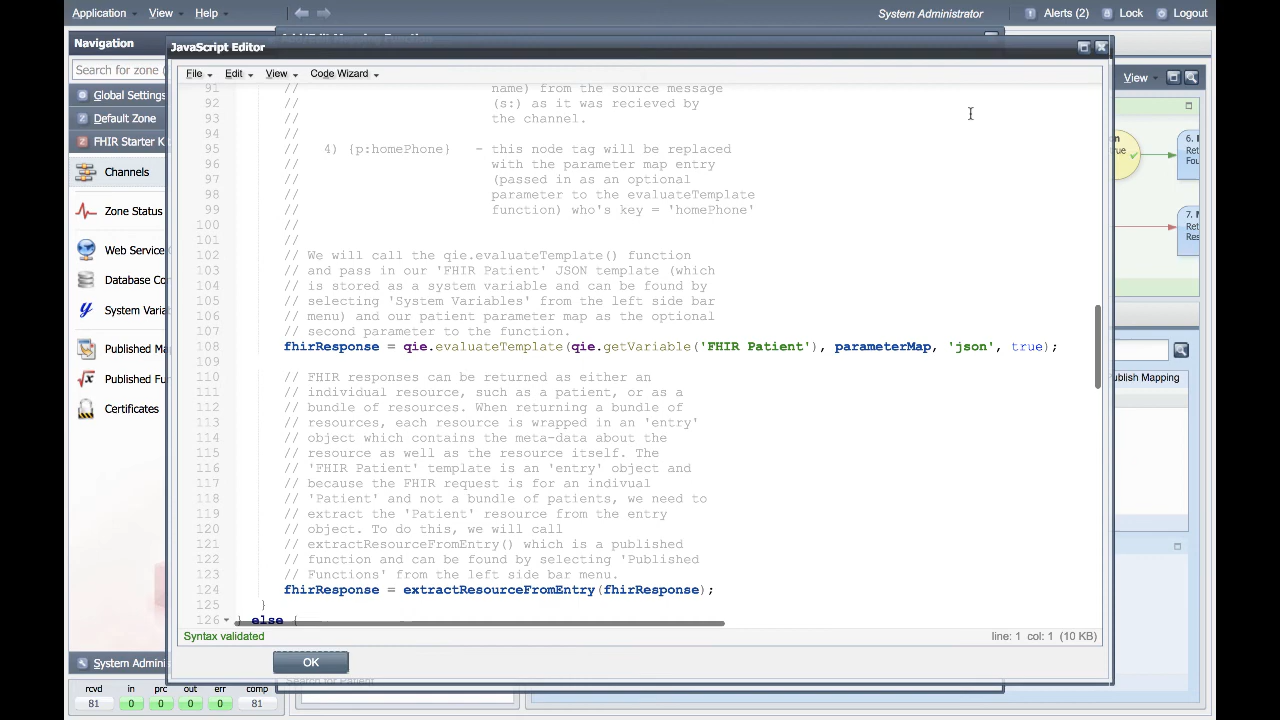 Application View Help System Administrator Alerts (2) Lock Logout
Navigation
JavaScript Editor
Search for zone
File Edit View Code Wizard
View
Global Settings
Default Zone
FHIR Starter
Channels
Zone Status
Web Service
Database
System
Published
Published
Certificates
91 // name) from the source message
92 // (s:) as it was recieved by
93 // the channel.
94 //
95 // 4) {p:homePhone} - this node tag will be replaced
96 // with the parameter map entry
97 // (passed in as an optional
98 // parameter to the evaluateTemplate
99 // function) who's key = 'homePhone'
100 //
101 //
102 // We will call the qie.evaluateTemplate() function
103 // and pass in our 'FHIR Patient' JSON template (which
104 // is stored as a system variable and can be found by
105 // selecting 'System Variables' from the left side bar
106 // menu) and our patient parameter map as the optional
107 // second parameter to the function.
108 fhirResponse = qie.evaluateTemplate(qie.getVariable('FHIR Patient'), parameterMap, 'json', true);
109
110 // FHIR responses can be returned as either an
111 // individual resource, such as a patient, or as a
112 // bundle of resources. When returning a bundle of
113 // resources, each resource is wrapped in an 'entry'
114 // object which contains the meta-data about the
115 // resource as well as the resource itself. The
116 // 'FHIR Patient' template is an 'entry' object and
117 // because the FHIR request is for an indivual
118 // 'Patient' and not a bundle of patients, we need to
119 // extract the 'Patient' resource from the entry
120 // object. To do this, we will call
121 // extractResourceFromEntry() which is a published
122 // function and can be found by selecting 'Published
123 // Functions' from the left side bar menu.
124 fhirResponse = extractResourceFromEntry(fhirResponse);
125 }
126 } else {
Syntax validated line: 1 col: 1 (10 KB)
OK
6.
7.
Publish Mapping
System
rcvd in prc out err comp
81 0 0 0 0 81
Search for Patient